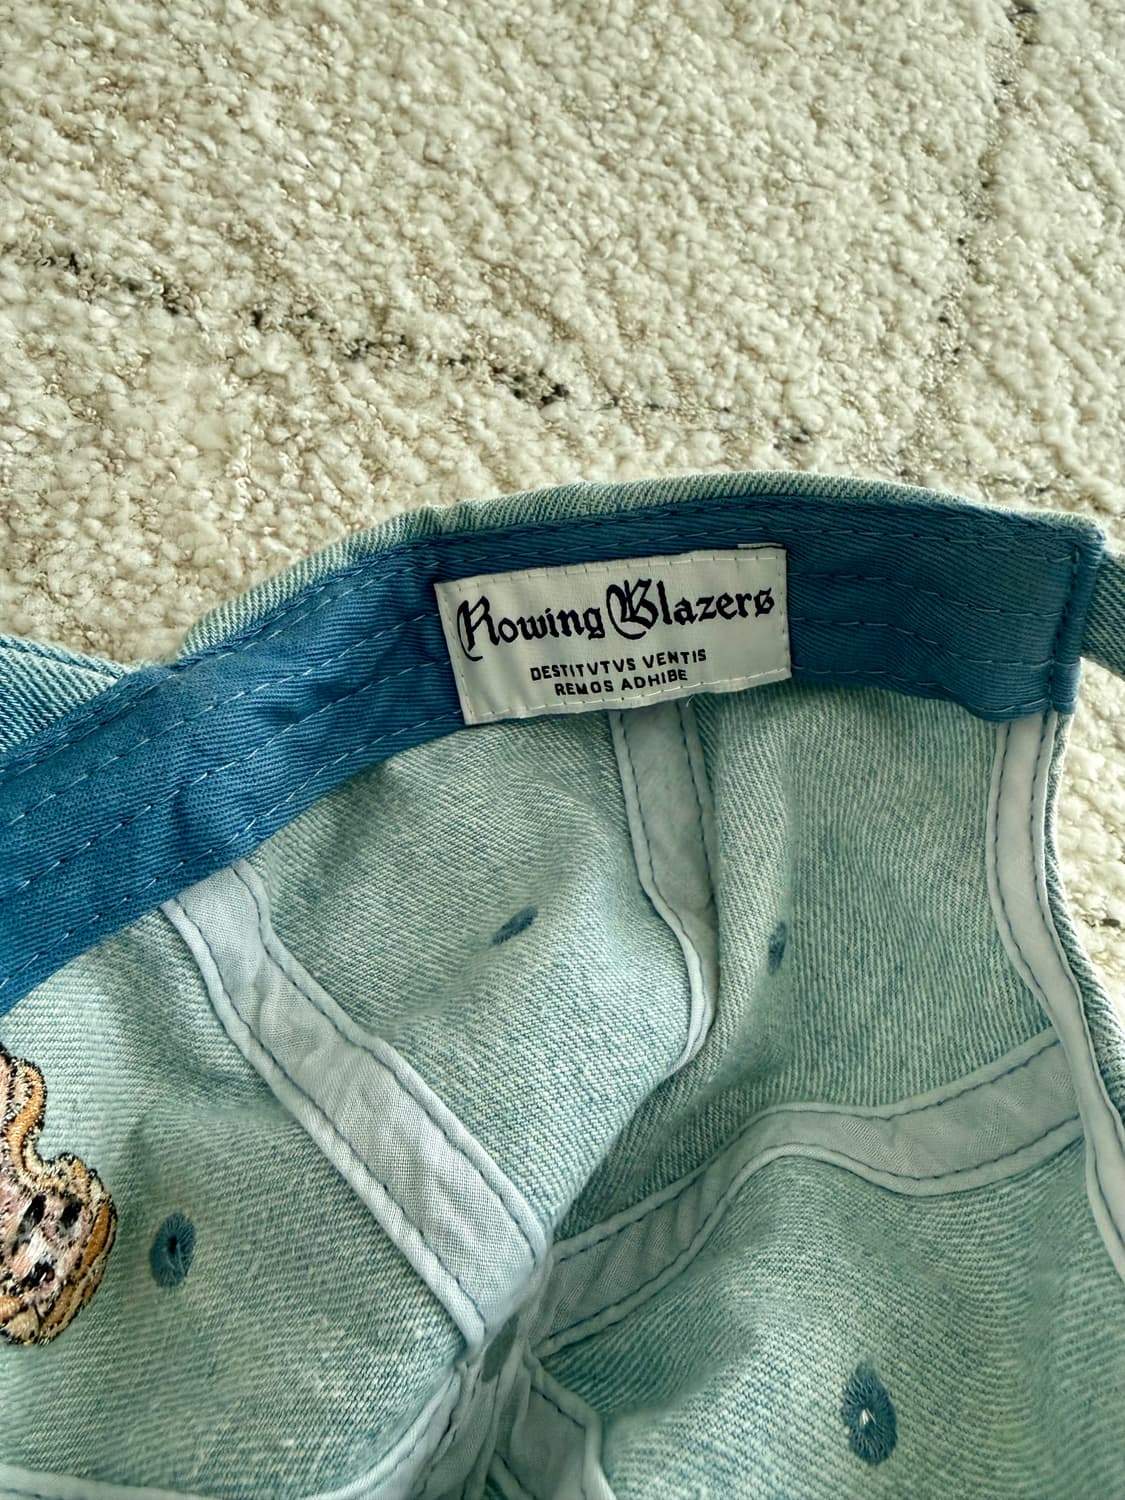 Rowing Blazers
DESTITVTVS VENTIS
REMOS ADHIBE